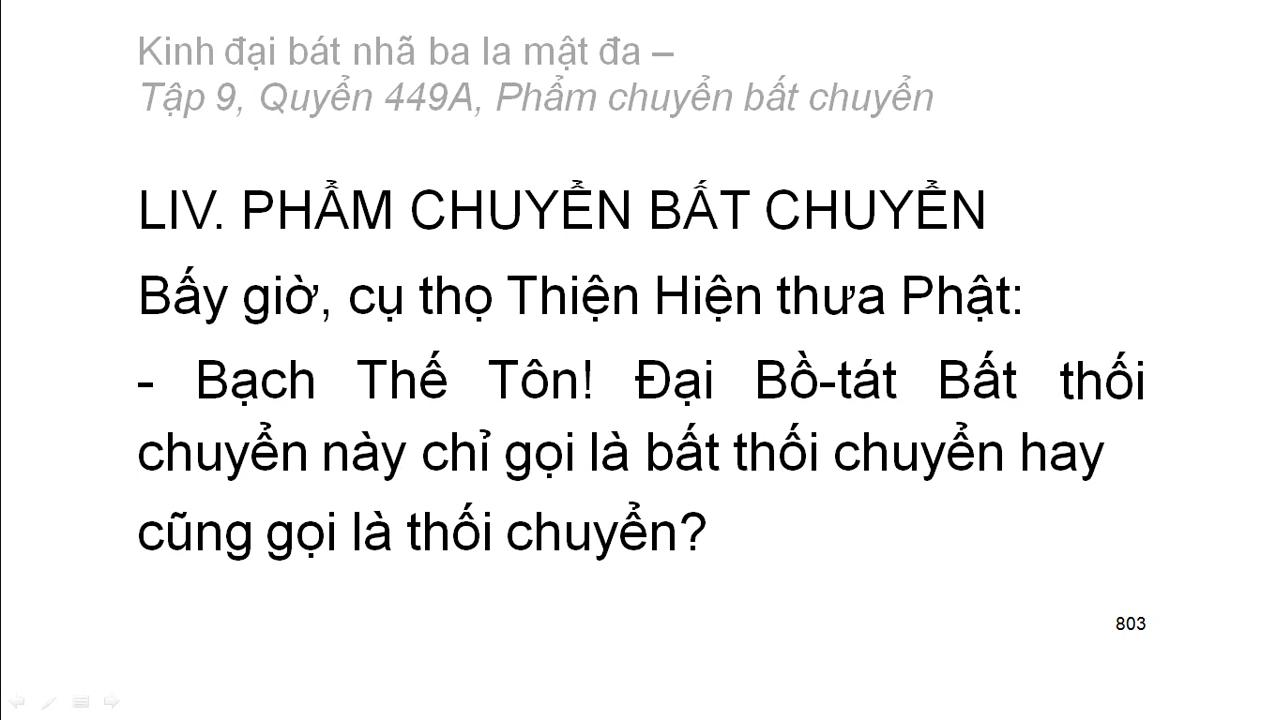 Kinh đại bát nhã ba la mật đa –
Tập 9, Quyển 449A, Phẩm chuyển bất chuyển
LIV. PHẨM CHUYỂN BẤT CHUYỂN
Bấy giờ, cụ thọ Thiện Hiện thưa Phật:
- Bạch Thế Tôn! Đại Bồ-tát Bất thối
chuyển này chỉ gọi là bất thối chuyển hay
cũng gọi là thối chuyển?
803